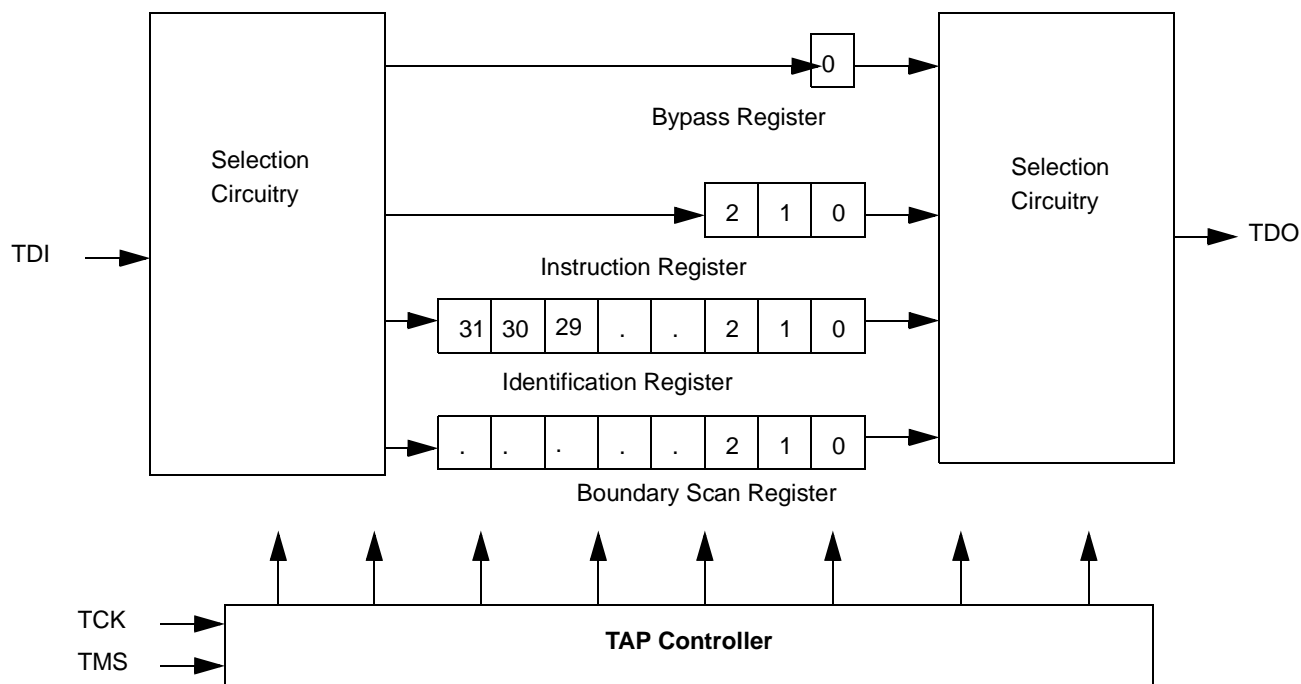 0
Bypass Register
Selection
Circuitry
Selection
Circuitry
2 1 0
TDI
TDO
Instruction Register
31 30 29 . . 2 1 0
Identification Register
. . . . . 2 1 0
Boundary Scan Register
TCK
TMS
TAP Controller